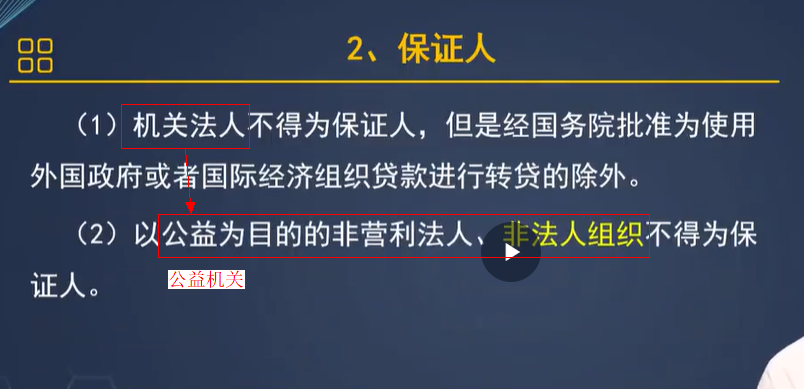 2、保证人
（1）机关法人不得为保证人，但是经国务院批准为使用
外国政府或者国际经济组织贷款进行转贷的除外。
（2）以公益为目的的非营利法人、非法人组织不得为保
证人。
公益机关